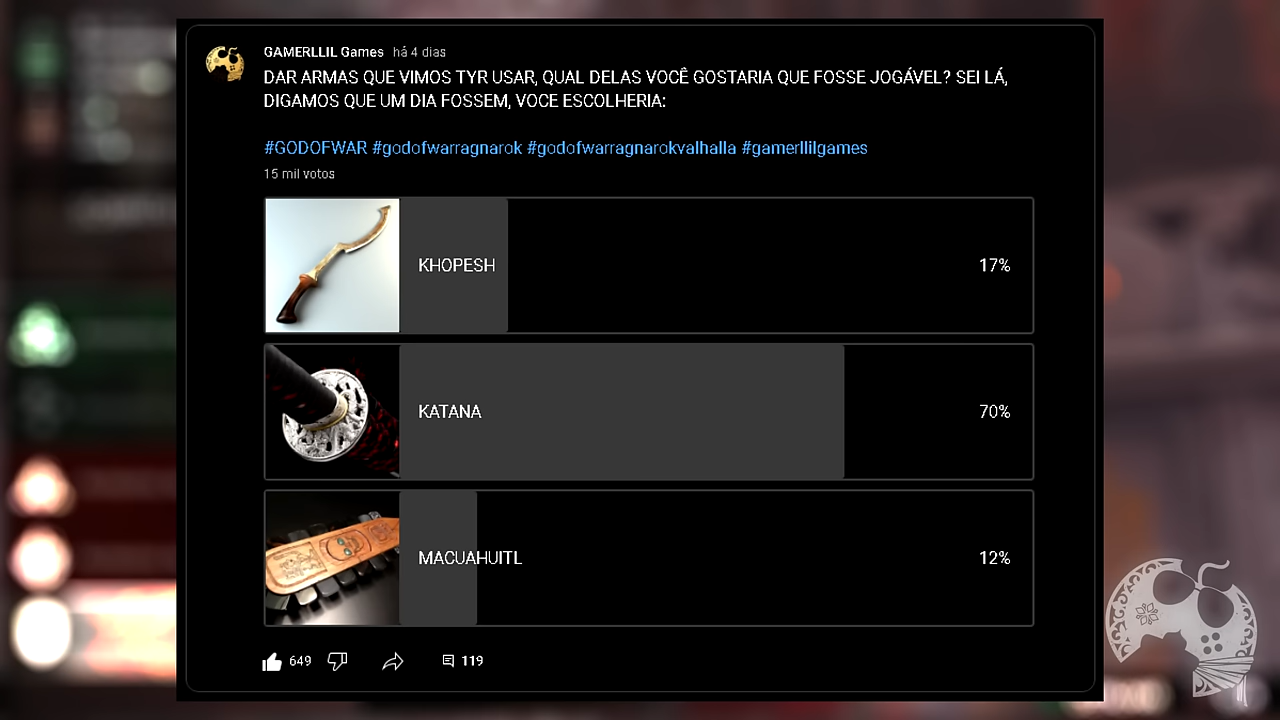 GAMERLLIL Games há 4 dias
DAR ARMAS QUE VIMOS TYR USAR, QUAL DELAS VOCÊ GOSTARIA QUE FOSSE JOGÁVEL? SEI LÁ,
DIGAMOS QUE UM DIA FOSSEM, VOCE ESCOLHERIA:
#GODOFWAR #godofwarragnarok #godofwarragnarokvalhalla #gamerllilgames
15 mil votos
KHOPESH 17%
KATANA 70%
MACUAHUITL 12%
649 119